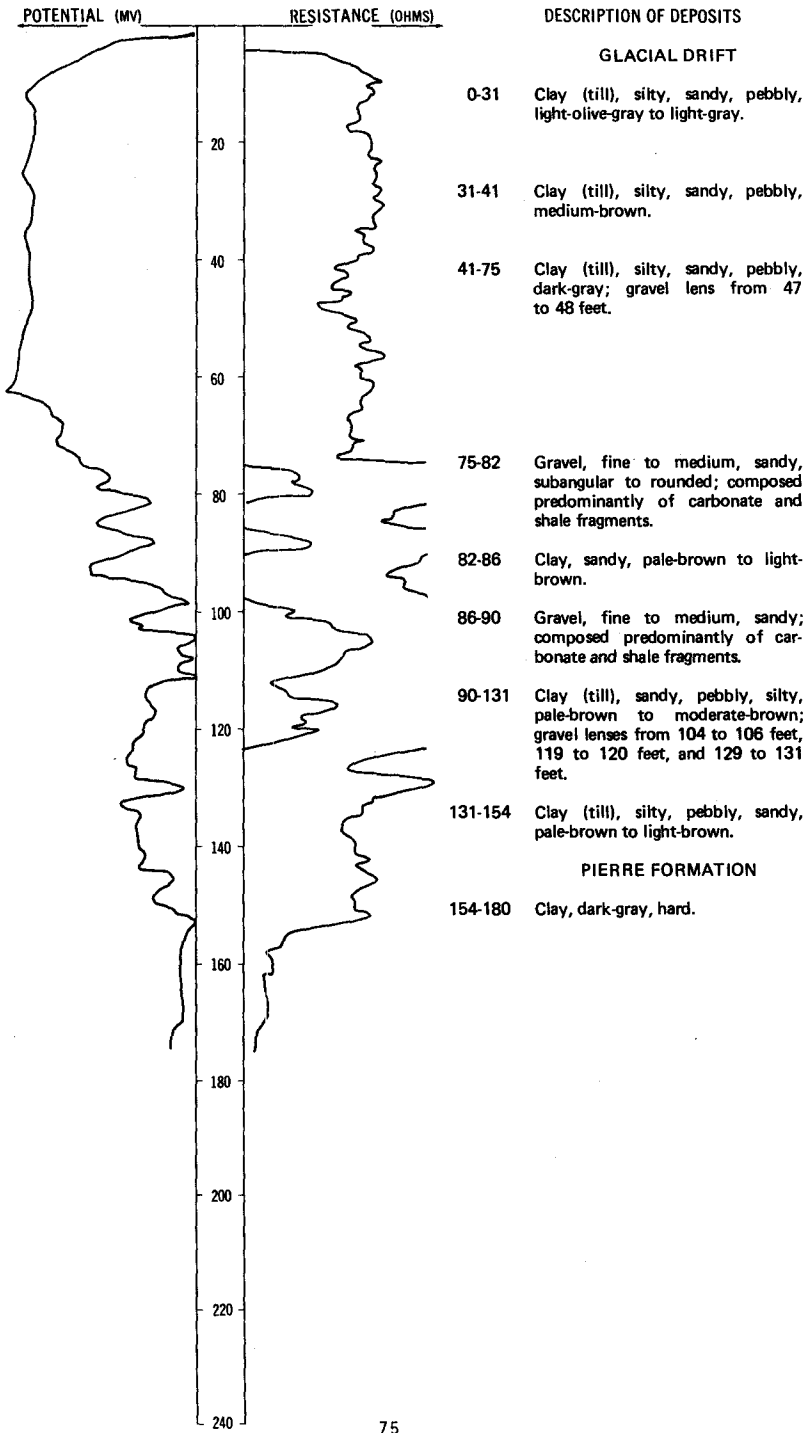 POTENTIAL (MV)
RESISTANCE (OHMS)
DESCRIPTION OF DEPOSITS
GLACIAL DRIFT
0-31 Clay (till), silty, sandy, pebbly,
light-olive-gray to light-gray.
31-41 Clay (till), silty, sandy, pebbly,
medium-brown.
41-75 Clay (till), silty, sandy, pebbly,
dark-gray; gravel lens from 47
to 48 feet.
75-82 Gravel, fine to medium, sandy,
subangular to rounded; composed
predominantly of carbonate and
shale fragments.
82-86 Clay, sandy, pale-brown to light-
brown.
86-90 Gravel, fine to medium, sandy;
composed predominantly of car-
bonate and shale fragments.
90-131 Clay (till), sandy, pebbly, silty,
pale-brown to moderate-brown;
gravel lenses from 104 to 106 feet,
119 to 120 feet, and 129 to 131
feet.
131-154 Clay (till), silty, pebbly, sandy,
pale-brown to light-brown.
PIERRE FORMATION
154-180 Clay, dark-gray, hard.
20
40
60
80
100
120
140
160
180
200
220
240
75